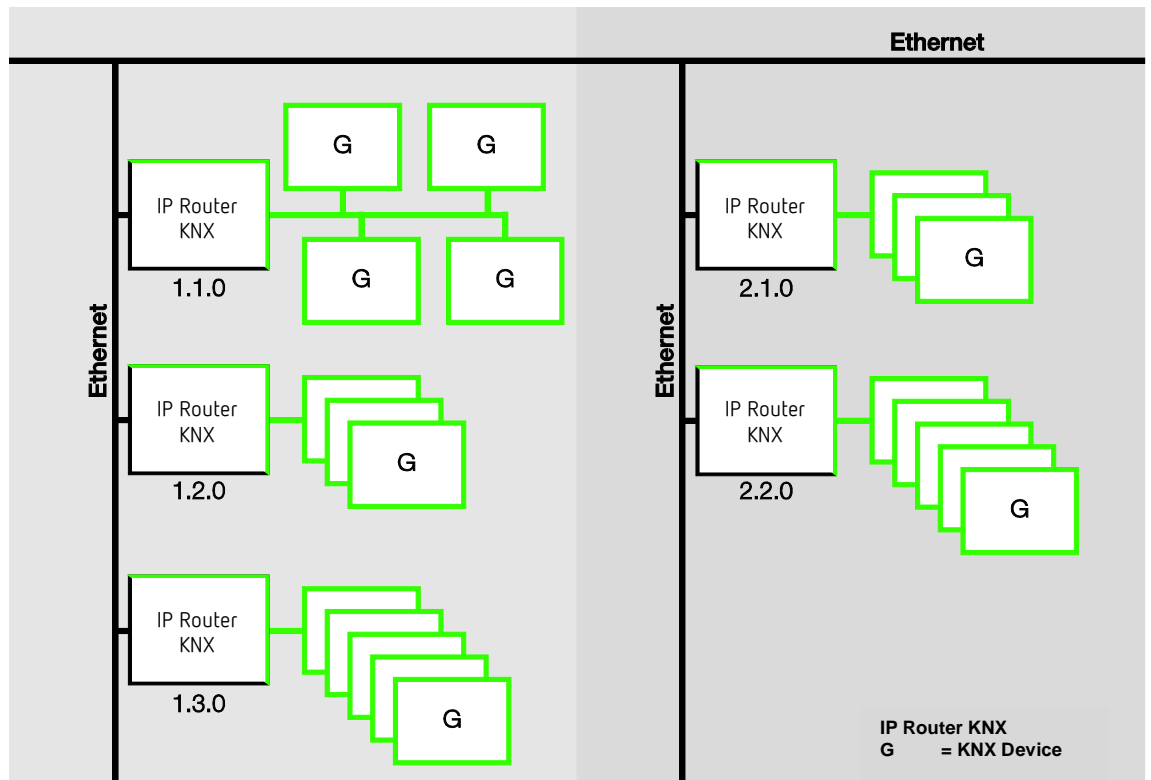 Ethernet
Ethernet
IP Router
KNX
1.1.0
G
G
G
G
IP Router
KNX
1.2.0
G
IP Router
KNX
1.3.0
G
Ethernet
IP Router
KNX
2.1.0
G
IP Router
KNX
2.2.0
G
IP Router KNX
G = KNX Device